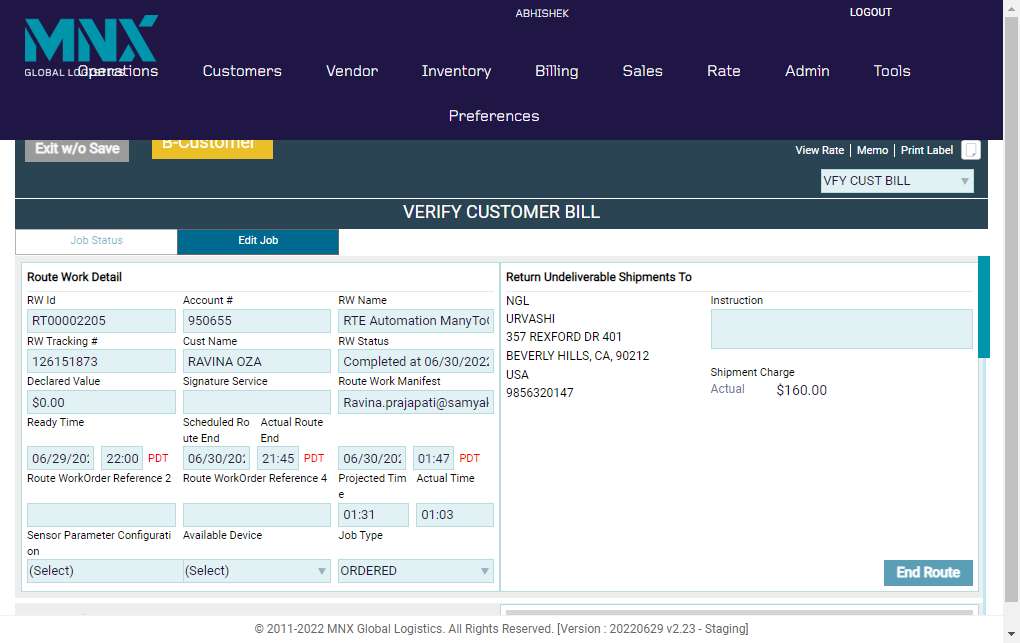 ABHISHEK
LOGOUT
MNX
GLOBAL LOGISTICS
Operations Customers Vendor Inventory Billing Sales Rate Admin Tools
Preferences
Exit w/o Save
B-Customer
View Rate | Memo | Print Label
VFY CUST BILL
VERIFY CUSTOMER BILL
Job Status
Edit Job
Route Work Detail
RW Id Account # RW Name
RT00002205 950655 RTE Automation ManyToO
RW Tracking # Cust Name RW Status
126151873 RAVINA OZA Completed at 06/30/2022
Declared Value Signature Service Route Work Manifest
$0.00 Ravina.prajapati@samyak
Ready Time Scheduled Ro Actual Route
ute End End
06/29/202 22:00 PDT 06/30/202 21:45 PDT 06/30/202 01:47 PDT
Route WorkOrder Reference 2 Route WorkOrder Reference 4 Projected Tim Actual Time
e
01:31 01:03
Sensor Parameter Configurati Available Device Job Type
on
(Select) (Select) ORDERED
Return Undeliverable Shipments To
NGL
URVASHI
357 REXFORD DR 401
BEVERLY HILLS, CA, 90212
USA
9856320147
Instruction
Shipment Charge
Actual $160.00
End Route
© 2011-2022 MNX Global Logistics. All Rights Reserved. [Version : 20220629 v2.23 - Staging]